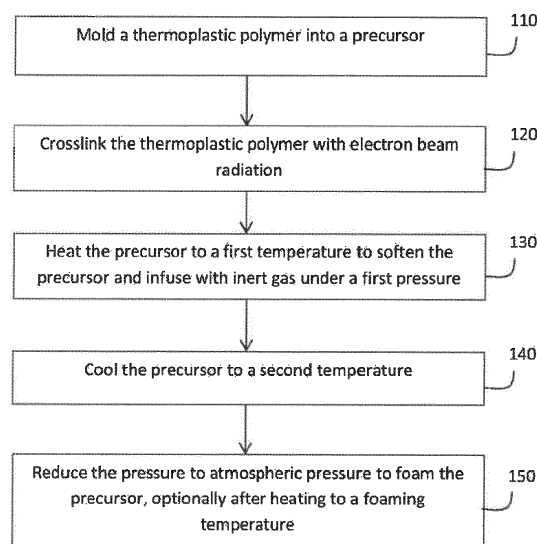 110
Mold a thermoplastic polymer into a precursor
120
Crosslink the thermoplastic polymer with electron beam
radiation
130
Heat the precursor to a first temperature to soften the
precursor and infuse with inert gas under a first pressure
140
Cool the precursor to a second temperature
150
Reduce the pressure to atmospheric pressure to foam the
precursor, optionally after heating to a foaming
temperature